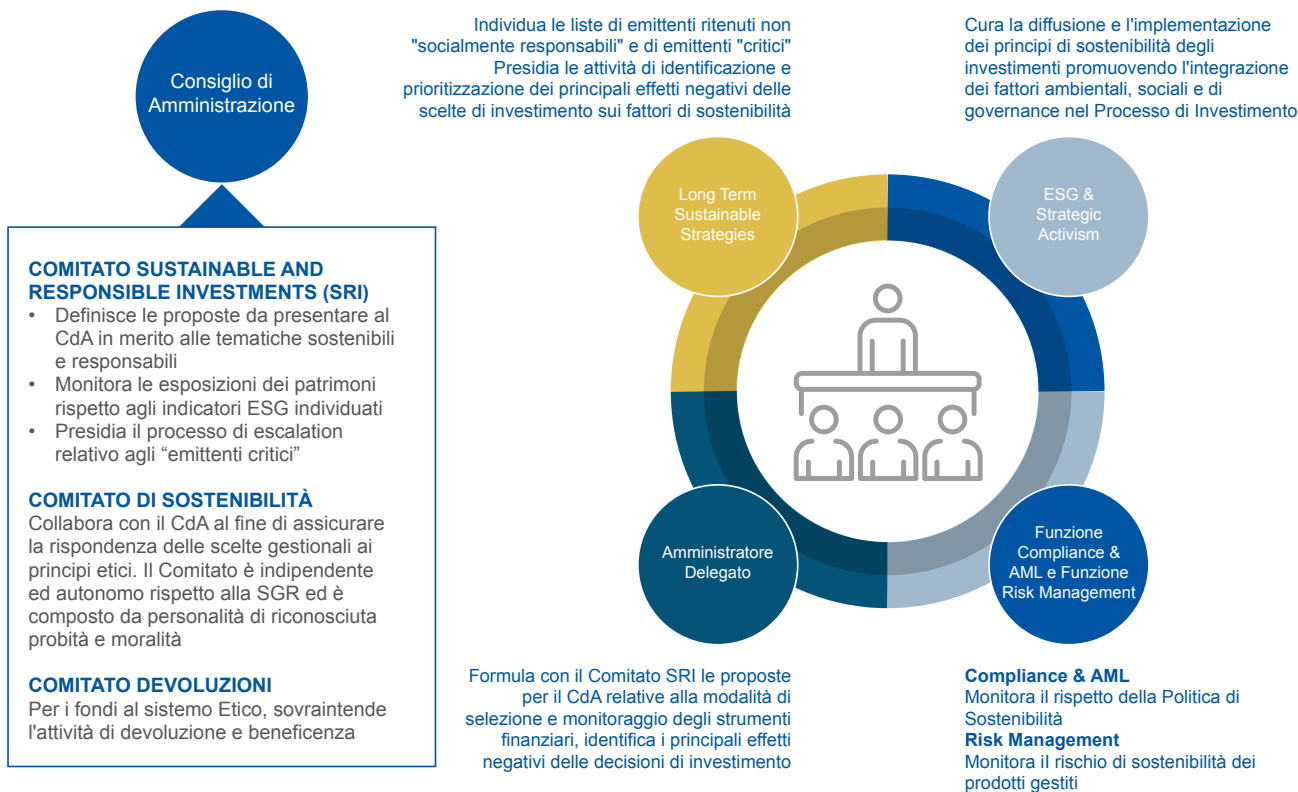 Consiglio di
Amministrazione
COMITATO SUSTAINABLE AND
RESPONSIBLE INVESTMENTS (SRI)
• Definisce le proposte da presentare al
CdA in merito alle tematiche sostenibili
e responsabili
• Monitora le esposizioni dei patrimoni
rispetto agli indicatori ESG individuati
• Presidia il processo di escalation
relativo agli “emittenti critici”
COMITATO DI SOSTENIBILITÀ
Collabora con il CdA al fine di assicurare
la rispondenza delle scelte gestionali ai
principi etici. Il Comitato è indipendente
ed autonomo rispetto alla SGR ed è
composto da personalità di riconosciuta
probità e moralità
COMITATO DEVOLUZIONI
Per i fondi al sistema Etico, sovraintende
l'attività di devoluzione e beneficenza
Individua le liste di emittenti ritenuti non
"socialmente responsabili" e di emittenti "critici"
Presidia le attività di identificazione e
prioritizzazione dei principali effetti negativi delle
scelte di investimento sui fattori di sostenibilità
Long Term
Sustainable
Strategies
Cura la diffusione e l'implementazione
dei principi di sostenibilità degli
investimenti promuovendo l'integrazione
dei fattori ambientali, sociali e di
governance nel Processo di Investimento
ESG &
Strategic
Activism
Amministratore
Delegato
Formula con il Comitato SRI le proposte
per il CdA relative alla modalità di
selezione e monitoraggio degli strumenti
finanziari, identifica i principali effetti
negativi delle decisioni di investimento
Funzione
Compliance &
AML e Funzione
Risk Management
Compliance & AML
Monitora il rispetto della Politica di
Sostenibilità
Risk Management
Monitora il rischio di sostenibilità dei
prodotti gestiti